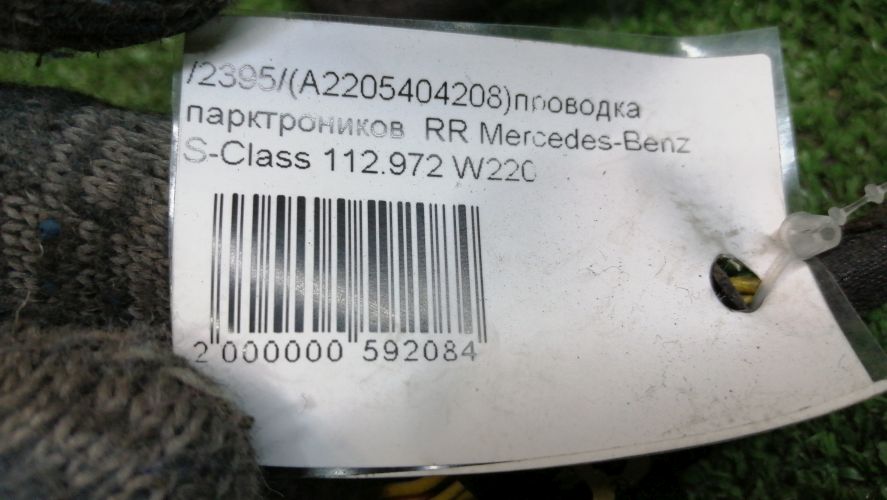 /2395/(A2205404208)проводка
парктроников RR Mercedes-Benz
S-Class 112.972 W220
2 000000 592084